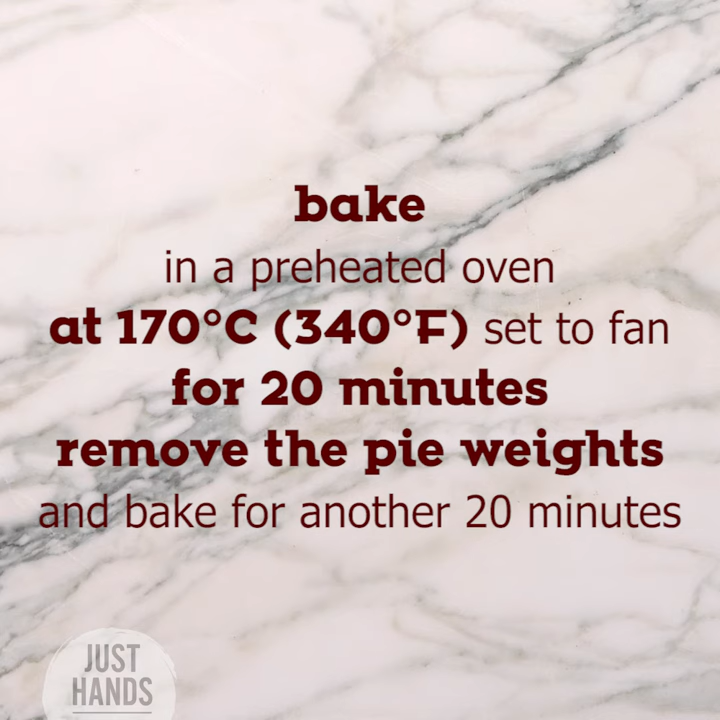 bake
in a preheated oven
at 170°C (340°F) set to fan
for 20 minutes
remove the pie weights
and bake for another 20 minutes
JUST
HANDS